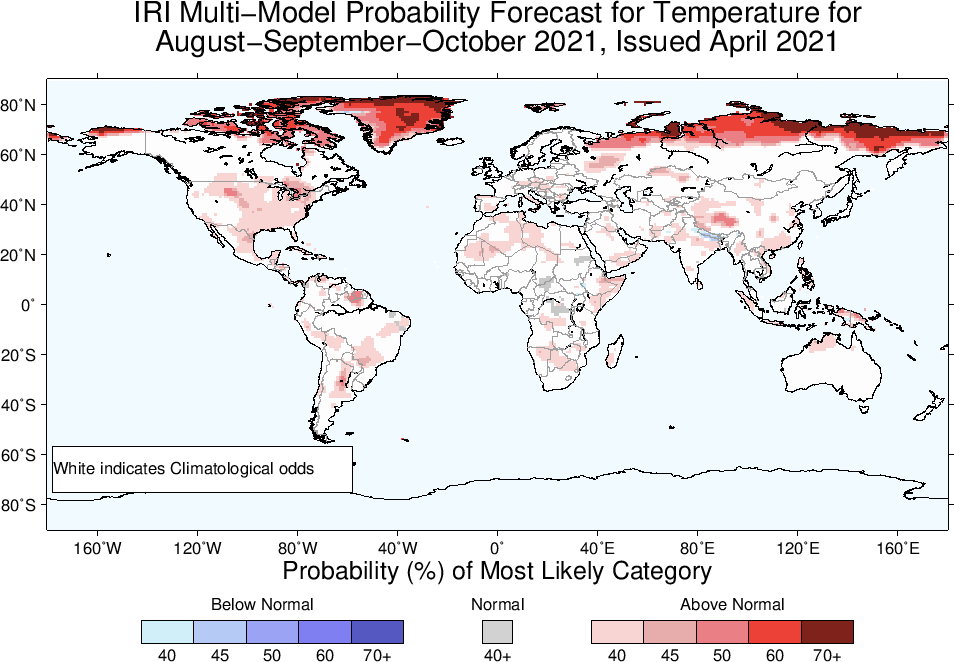 IRI Multi−Model Probability Forecast for Temperature for
August−September−October 2021, Issued April 2021
80˚N
60˚N
40˚N
20˚N
0˚
20˚S
40˚S
60˚S
80˚S
White indicates Climatological odds
160˚W 120˚W 80˚W 40˚W 0˚ 40˚E 80˚E 120˚E 160˚E
Probability (%) of Most Likely Category
Below Normal Normal Above Normal
40 45 50 60 70+ 40+ 40 45 50 60 70+